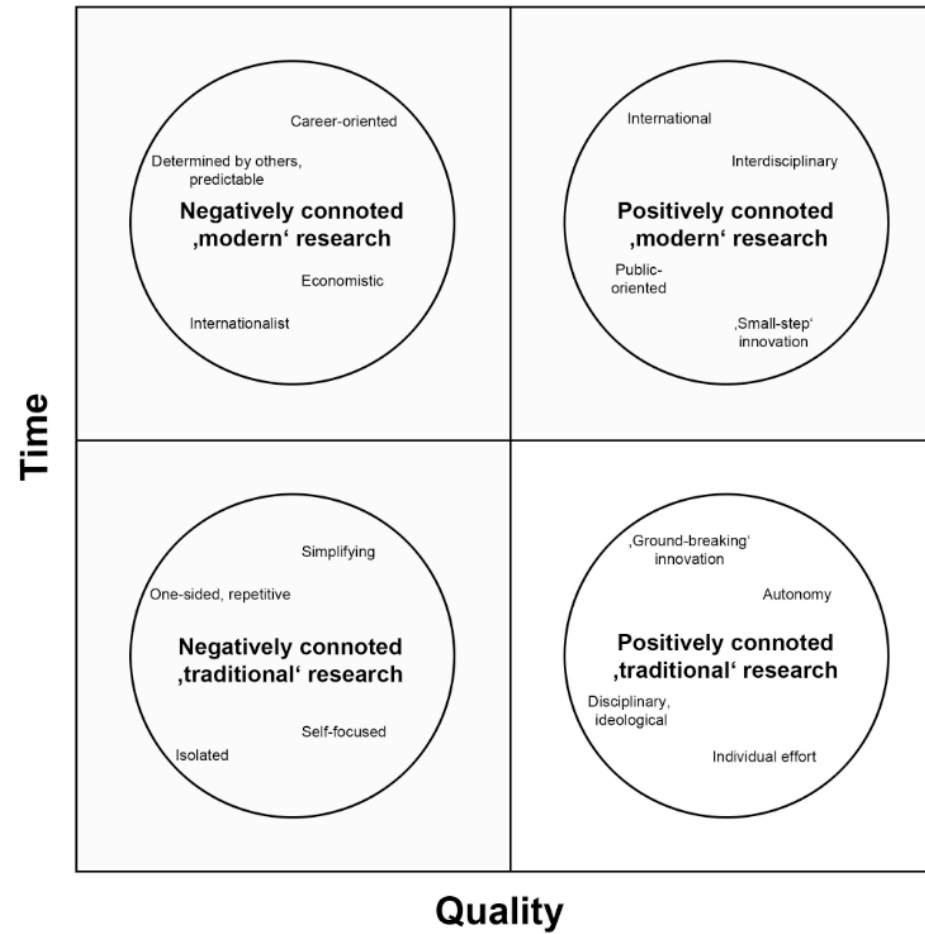 Career-oriented
Determined by others,
predictable
Negatively connoted
‚modern‘ research
Economistic
Internationalist
International
Interdisciplinary
Positively connoted
‚modern‘ research
Public-
oriented
‚Small-step‘
innovation
Time
Simplifying
One-sided, repetitive
Negatively connoted
‚traditional‘ research
Self-focused
Isolated
‚Ground-breaking‘
innovation
Autonomy
Positively connoted
‚traditional‘ research
Disciplinary,
ideological
Individual effort
Quality